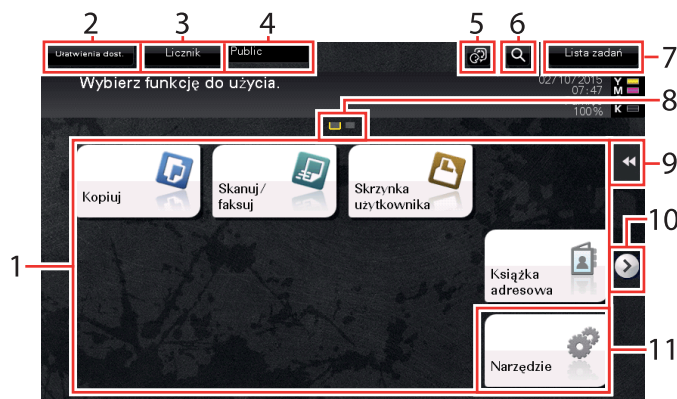 2 3 4 5 6
Ułatwienia dost. Licznik Public Lista zadań 7
Wybierz funkcję do użycia.
02/10/2015 Y
07:47 M
8
100% K
Kopiuj
Skanuj/
faksuj
Skrzynka
użytkownika
9
10
1
Książka
adresowa
Narzędzie
11